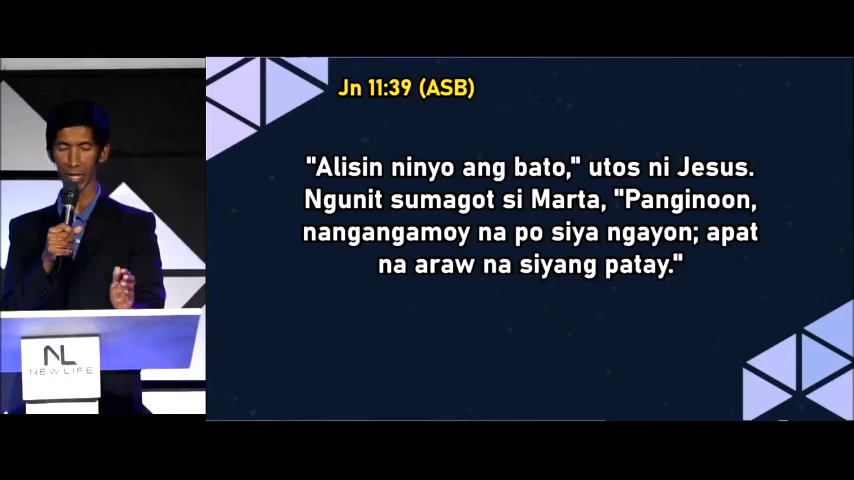 Jn 11:39 (ASB)
"Alisin ninyo ang bato," utos ni Jesus.
Ngunit sumagot si Marta, "Panginoon,
nangangamoy na po siya ngayon; apat
na araw na siyang patay."
NL
NEW LIFE